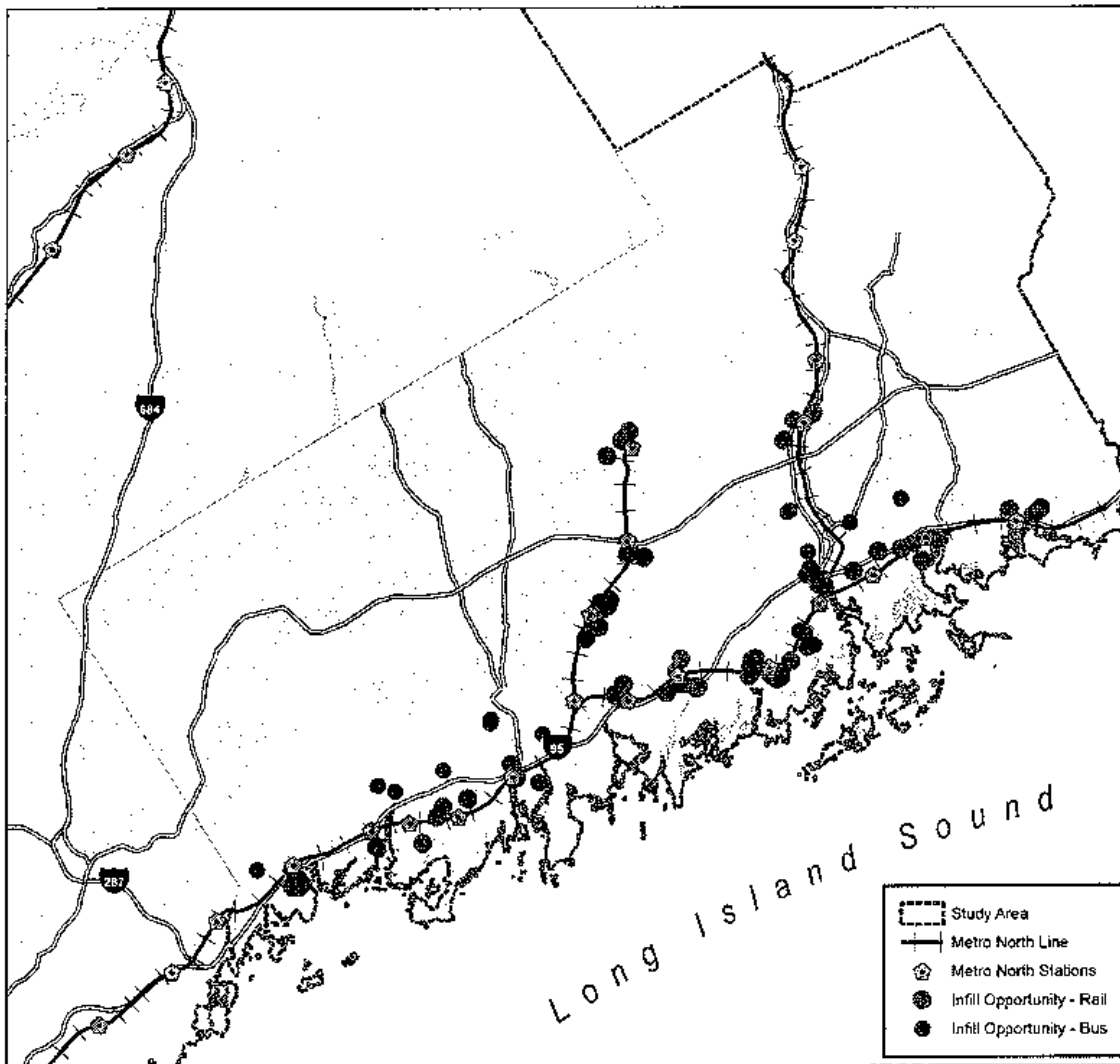 684
95
287
Long Island Sound
Study Area
Metro North Line
Metro North Stations
Infill Opportunity - Rail
Infill Opportunity - Bus